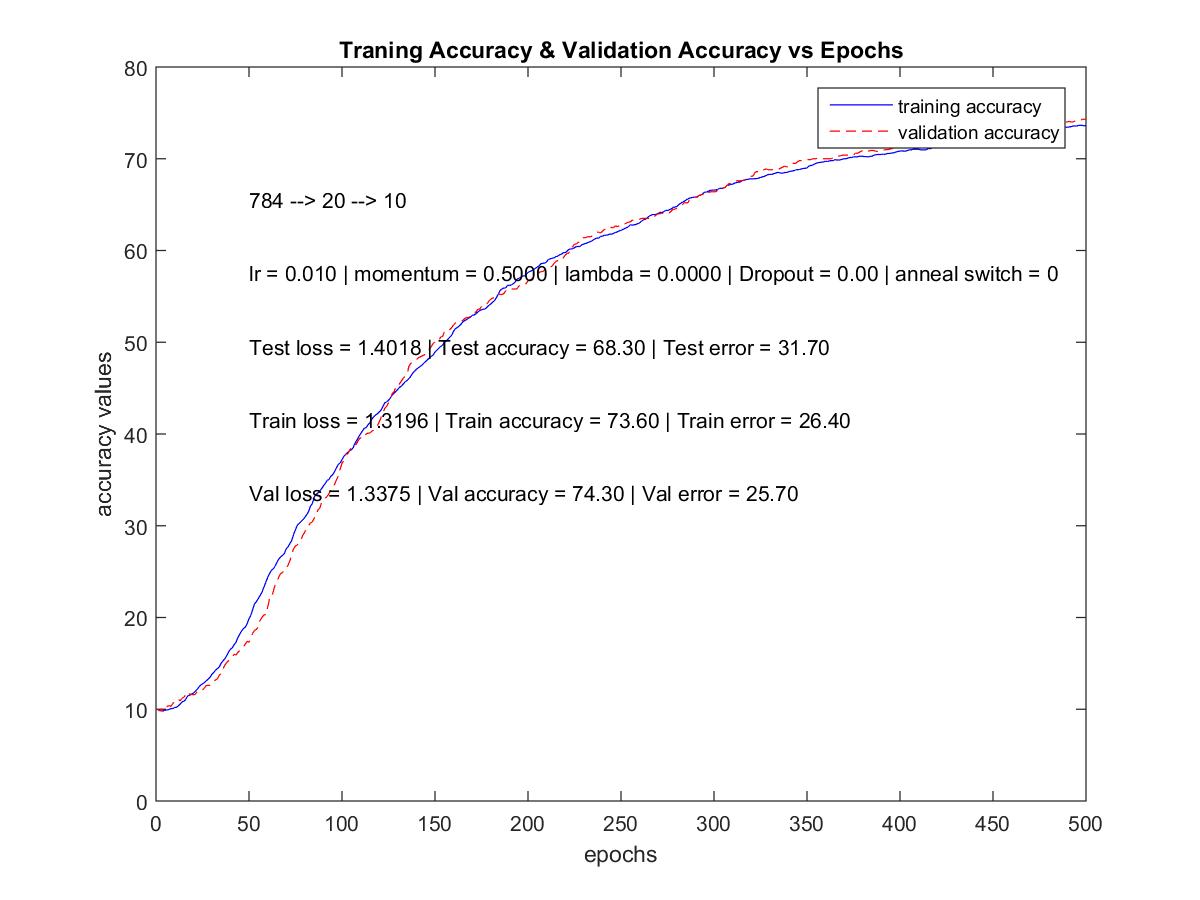 Traning Accuracy & Validation Accuracy vs Epochs
80
70
60
50
40
30
20
10
0
accuracy values
training accuracy
validation accuracy
784 --> 20 --> 10
lr = 0.010 | momentum = 0.5000 | lambda = 0.0000 | Dropout = 0.00 | anneal switch = 0
Test loss = 1.4018 | Test accuracy = 68.30 | Test error = 31.70
Train loss = 1.3196 | Train accuracy = 73.60 | Train error = 26.40
Val loss = 1.3375 | Val accuracy = 74.30 | Val error = 25.70
0 50 100 150 200 250 300 350 400 450 500
epochs